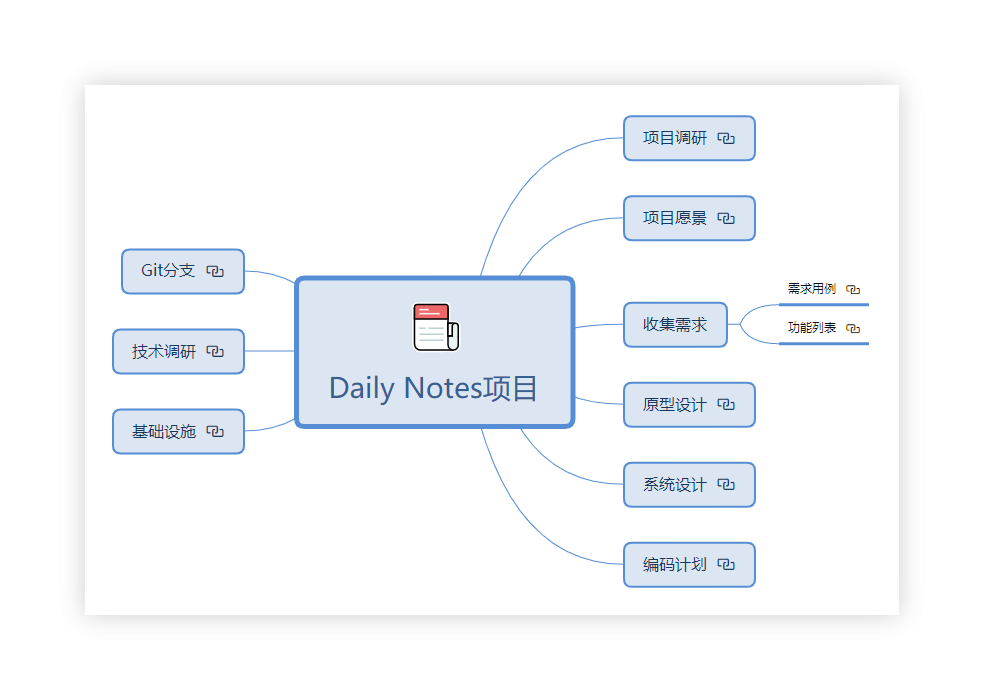 Daily Notes项目
项目调研
项目愿景
收集需求
需求用例
功能列表
原型设计
系统设计
编码计划
Git分支
技术调研
基础设施